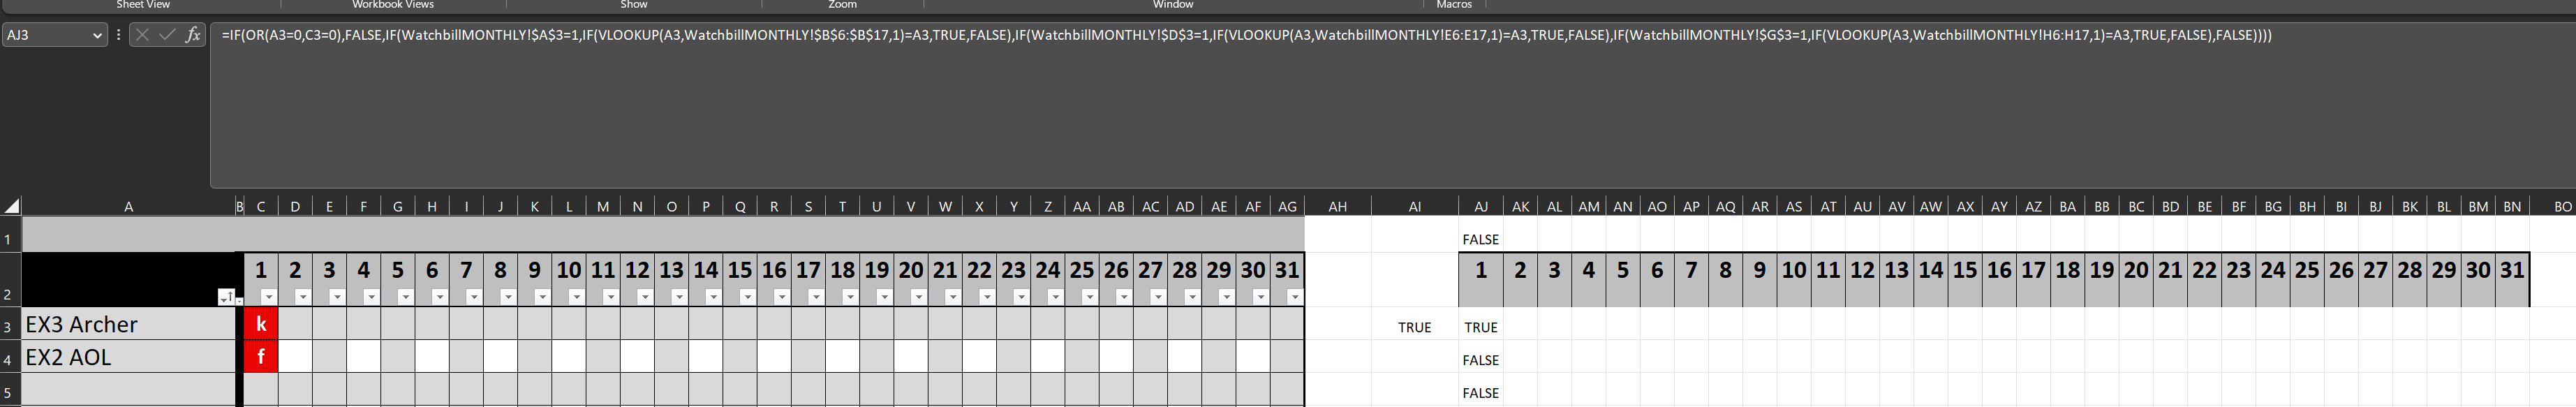 Sheet View Workbook Views Show Zoom Window Macros
AJ3 fx =IF(OR(A3=0,C3=0),FALSE,IF(WatchbillMONTHLY!$A$3=1,IF(VLOOKUP(A3,WatchbillMONTHLY!$B$6:$B$17,1)=A3,TRUE,FALSE),IF(WatchbillMONTHLY!$D$3=1,IF(VLOOKUP(A3,WatchbillMONTHLY!E6:E17,1)=A3,TRUE,FALSE),IF(WatchbillMONTHLY!$G$3=1,IF(VLOOKUP(A3,WatchbillMONTHLY!H6:H17,1)=A3,TRUE,FALSE),FALSE))))
A B C D E F G H I J K L M N O P Q R S T U V W X Y Z AA AB AC AD AE AF AG AH AI AJ AK AL AM AN AO AP AQ AR AS AT AU AV AW AX AY AZ BA BB BC BD BE BF BG BH BI BJ BK BL BM BN BO
1 FALSE
2 1 2 3 4 5 6 7 8 9 10 11 12 13 14 15 16 17 18 19 20 21 22 23 24 25 26 27 28 29 30 31 1 2 3 4 5 6 7 8 9 10 11 12 13 14 15 16 17 18 19 20 21 22 23 24 25 26 27 28 29 30 31
3 EX3 Archer k TRUE TRUE
4 EX2 AOL f FALSE
5 FALSE